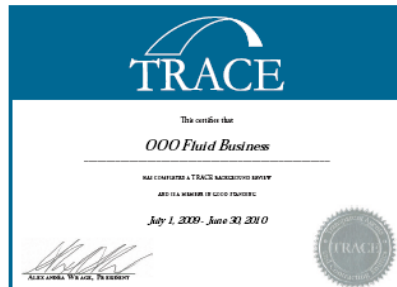 TRACE
This certifies that
OOO Fluid Business
HAS COMPLETED A TRACE BACKGROUND REVIEW
AND IS A MEMBER IN GOOD STANDING
July 1, 2009 - June 30, 2010
TRACE
ALEXANDRA WRAGE, PRESIDENT